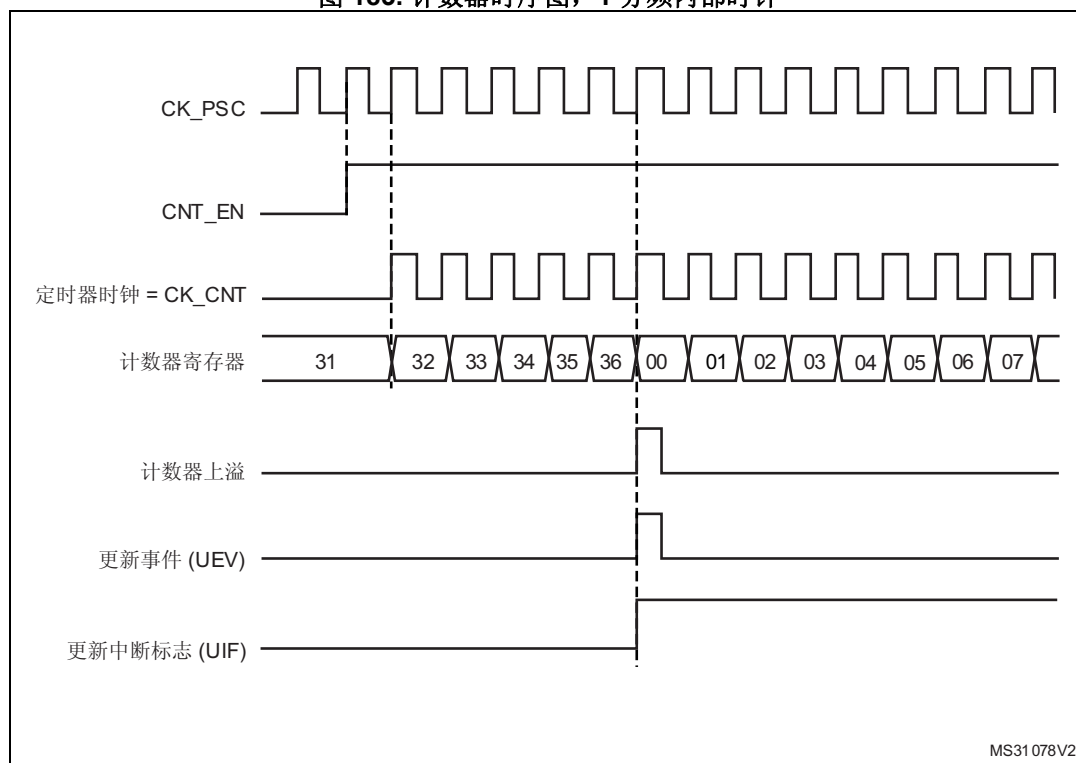 CK_PSC
CNT_EN
定时器时钟 = CK_CNT
计数器寄存器 31 32 33 34 35 36 00 01 02 03 04 05 06 07
计数器上溢
更新事件 (UEV)
更新中断标志 (UIF)
MS31078V2